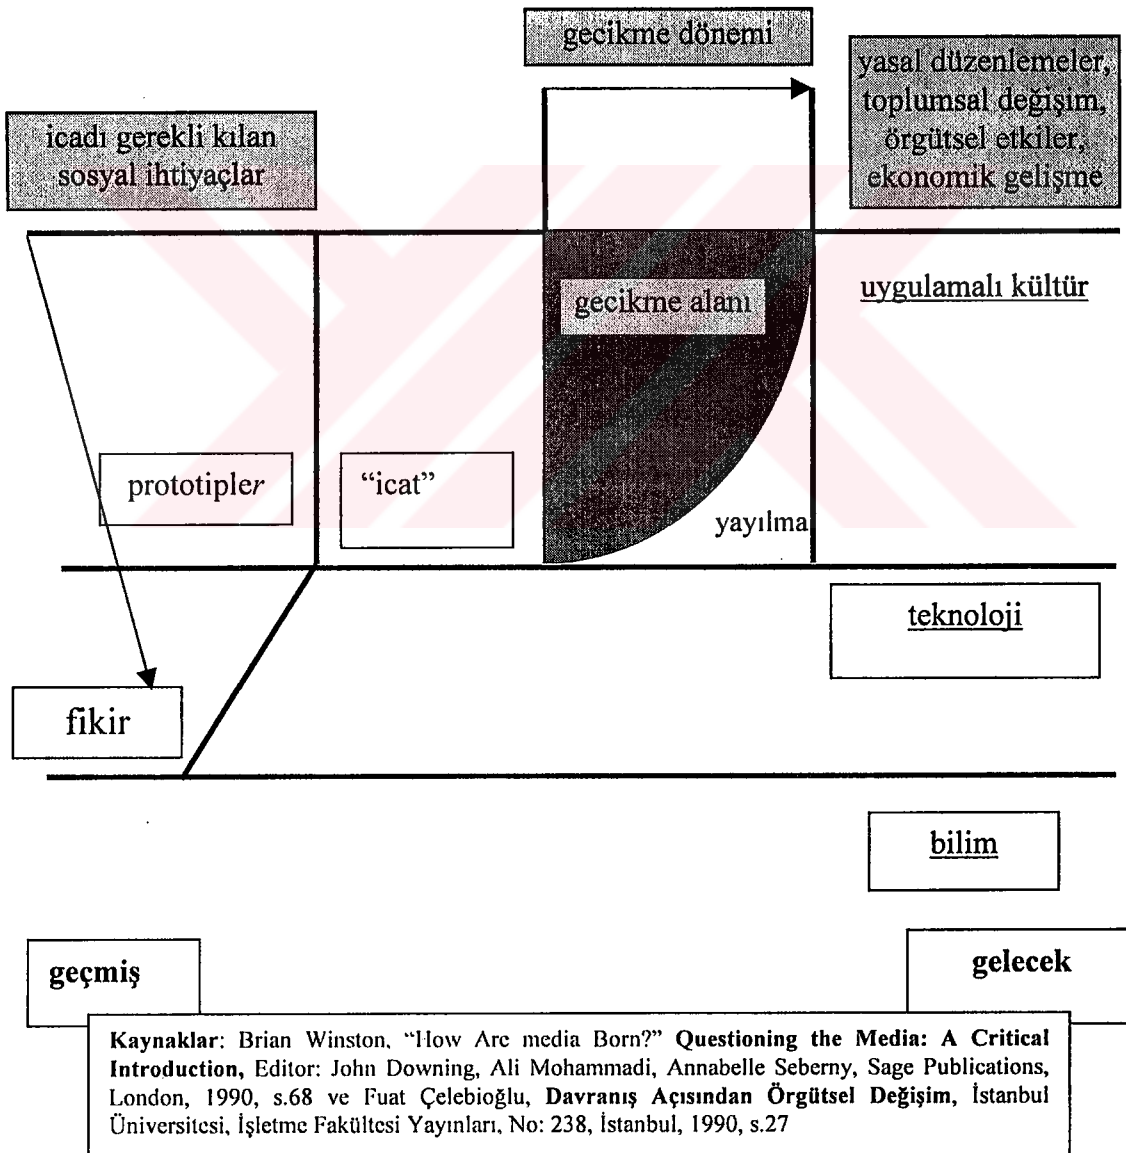 gecikme dönemi
yasal düzenlemeler,
toplumsal değişim,
örgütsel etkiler,
ekonomik gelişme
icadı gerekli kılan
sosyal ihtiyaçlar
gecikme alanı
uygulamalı kültür
prototipler
“icat”
yayılma
teknoloji
fikir
bilim
geçmiş
gelecek
Kaynaklar: Brian Winston, “How Are media Born?” Questioning the Media: A Critical
Introduction, Editor: John Downing, Ali Mohammadi, Annabelle Seberny, Sage Publications,
London, 1990, s.68 ve Fuat Çelebioğlu, Davranış Açısından Örgütsel Değişim, İstanbul
Üniversitesi, İşletme Fakültesi Yayınları, No: 238, İstanbul, 1990, s.27